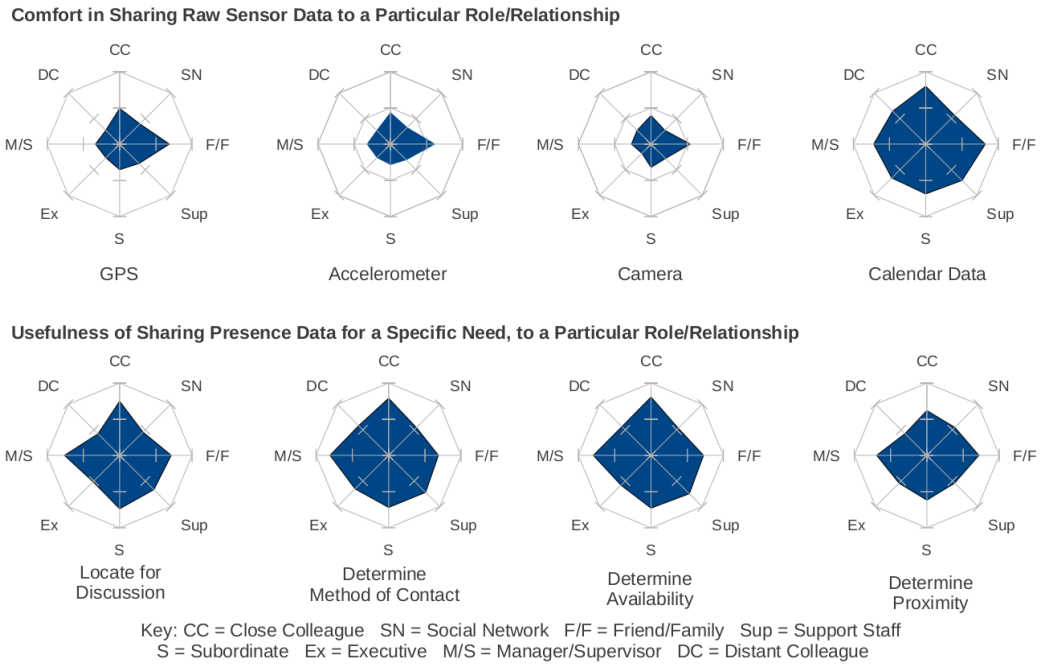 Comfort in Sharing Raw Sensor Data to a Particular Role/Relationship
CC CC CC CC
DC SN DC SN DC SN DC SN
M/S F/F M/S F/F M/S F/F M/S F/F
Ex Sup Ex Sup Ex Sup Ex Sup
S S S S
GPS Accelerometer Camera Calendar Data
Usefulness of Sharing Presence Data for a Specific Need, to a Particular Role/Relationship
CC CC CC CC
DC SN DC SN DC SN DC SN
M/S F/F M/S F/F M/S F/F M/S F/F
Ex Sup Ex Sup Ex Sup Ex Sup
S S S S
Locate for
Discussion
Determine
Method of Contact
Determine
Availability
Determine
Proximity
Key: CC = Close Colleague SN = Social Network F/F = Friend/Family Sup = Support Staff
S = Subordinate Ex = Executive M/S = Manager/Supervisor DC = Distant Colleague